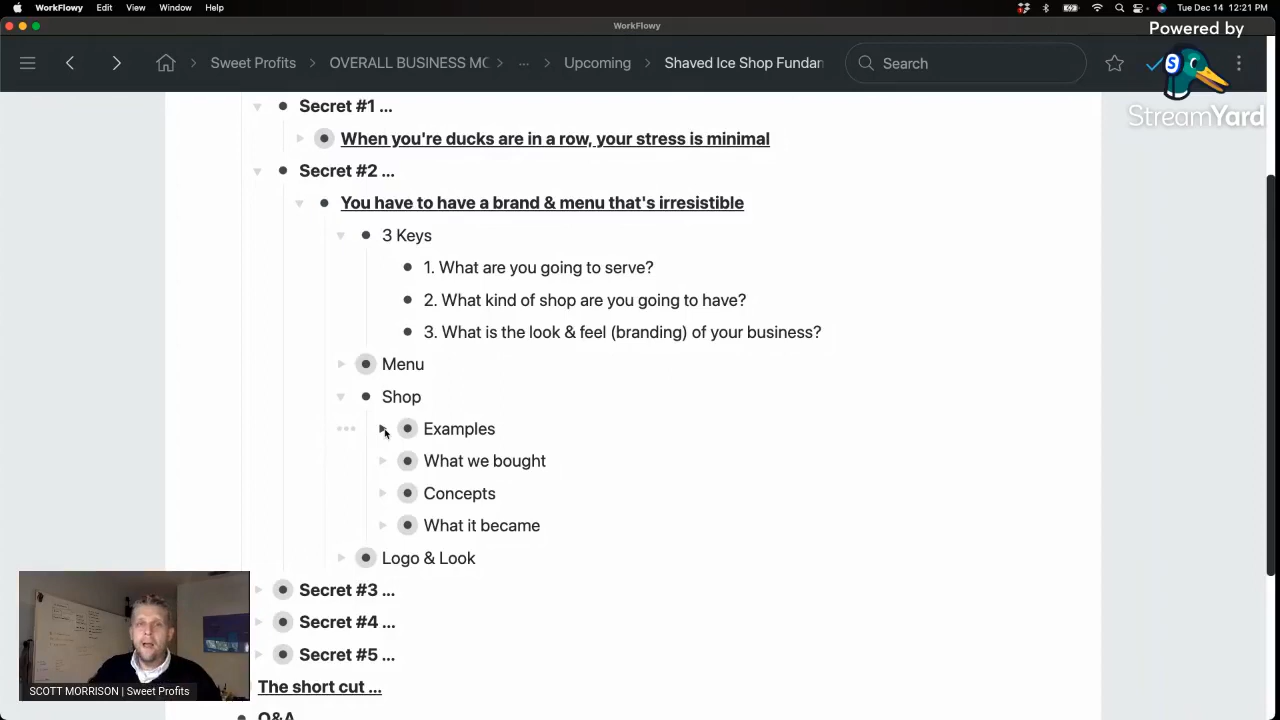 WorkFlowy Edit View Window Help
Tue Dec 14 12:21 PM
WorkFlowy
Powered by
Sweet Profits
OVERALL BUSINESS MO
...
Upcoming
Shaved Ice Shop Fundam
Search
S
StreamYard
Secret #1 ...
When you're ducks are in a row, your stress is minimal
Secret #2 ...
You have to have a brand & menu that's irresistible
3 Keys
1. What are you going to serve?
2. What kind of shop are you going to have?
3. What is the look & feel (branding) of your business?
Menu
Shop
Examples
What we bought
Concepts
What it became
Logo & Look
Secret #3 ...
Secret #4 ...
Secret #5 ...
The short cut ...
Q&A
SCOTT MORRISON | Sweet Profits